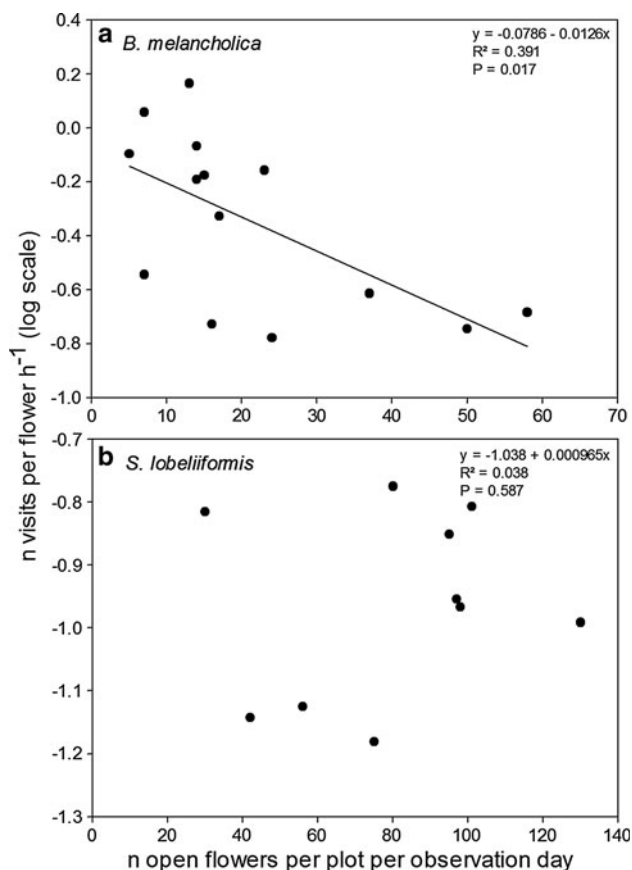 a B. melancholica
y = -0.0786 - 0.0126x
R² = 0.391
P = 0.017
0.4
0.2
0.0
-0.2
-0.4
-0.6
-0.8
-1.0
0 10 20 30 40 50 60 70
n visits per flower h⁻¹ (log scale)
b S. lobeliiformis
y = -1.038 + 0.000965x
R² = 0.038
P = 0.587
-0.7
-0.8
-0.9
-1.0
-1.1
-1.2
-1.3
0 20 40 60 80 100 120 140
n open flowers per plot per observation day